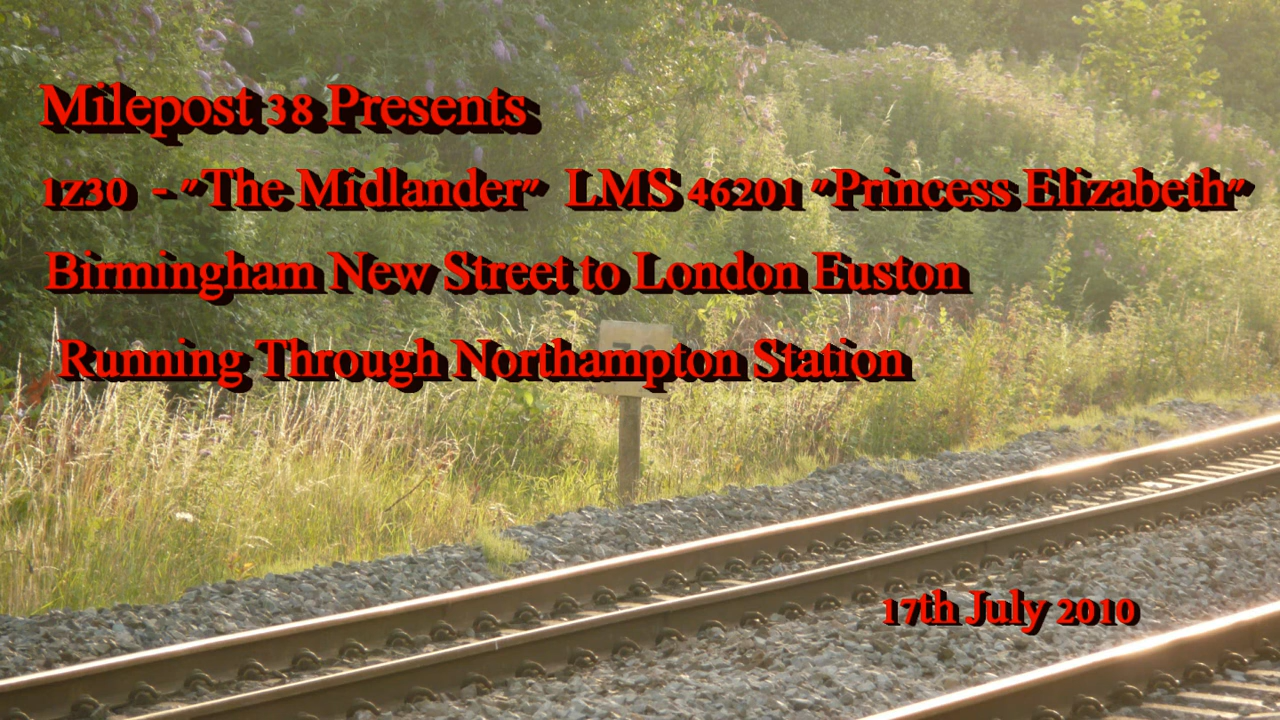 Milepost 38 Presents
1z30 - "The Midlander" LMS 46201 "Princess Elizabeth"
Birmingham New Street to London Euston
Running Through Northampton Station
17th July 2010